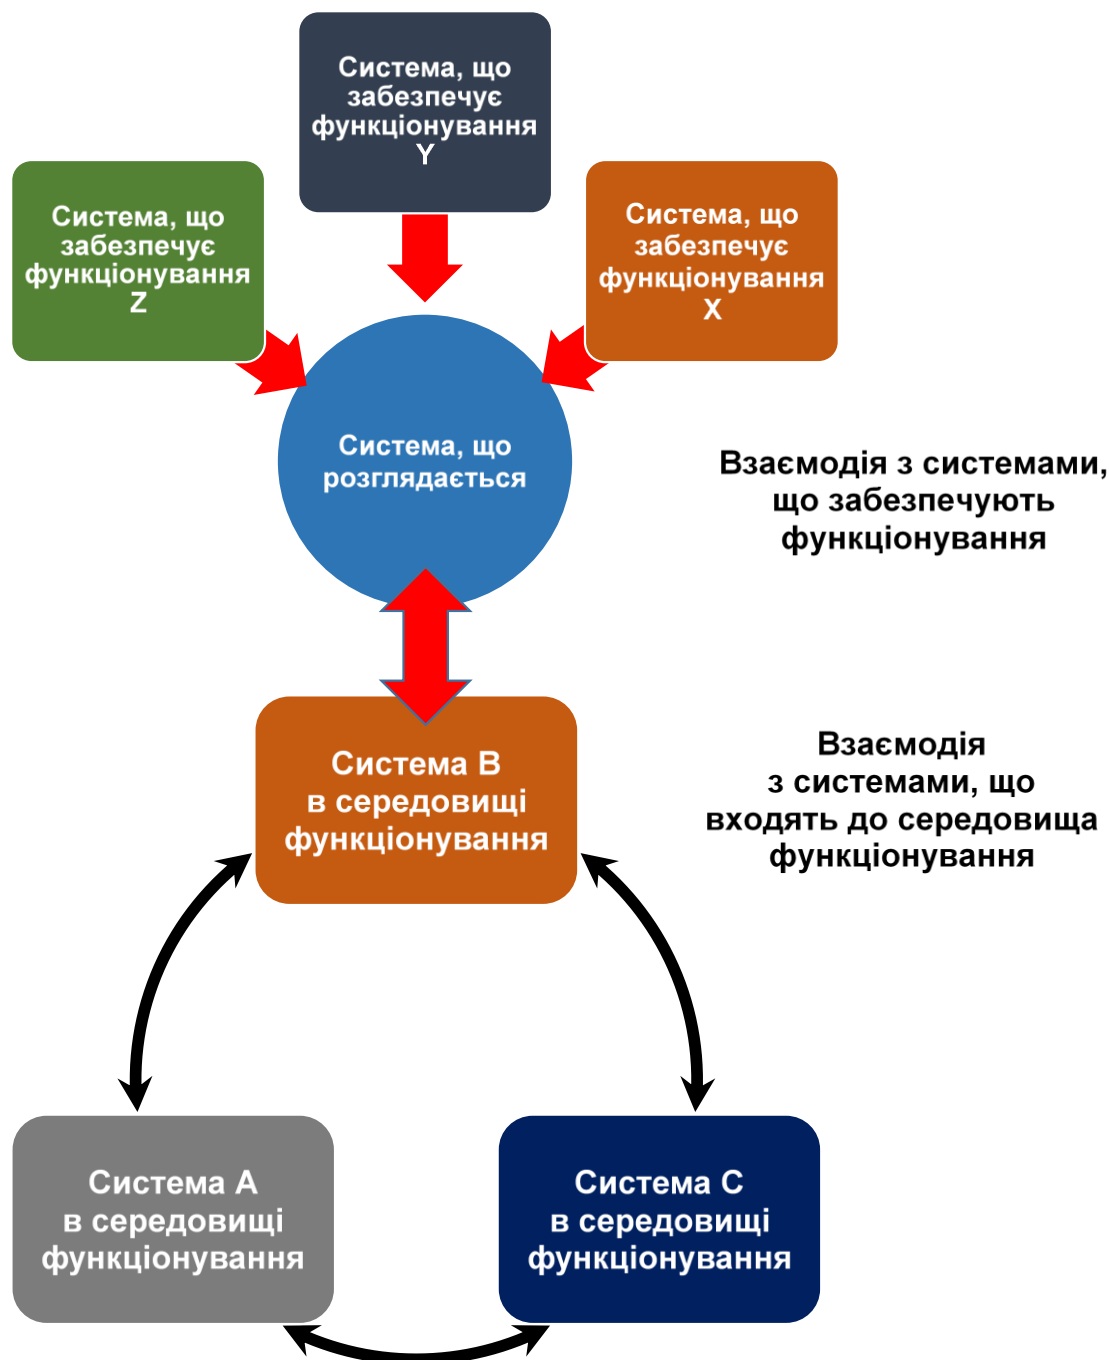 Система, що
забезпечує
функціонування
Y
Система, що
забезпечує
функціонування
Z
Система, що
забезпечує
функціонування
X
Система, що
розглядається
Взаємодія з системами,
що забезпечують
функціонування
Система B
в середовищі
функціонування
Взаємодія
з системами, що
входять до середовища
функціонування
Система A
в середовищі
функціонування
Система C
в середовищі
функціонування